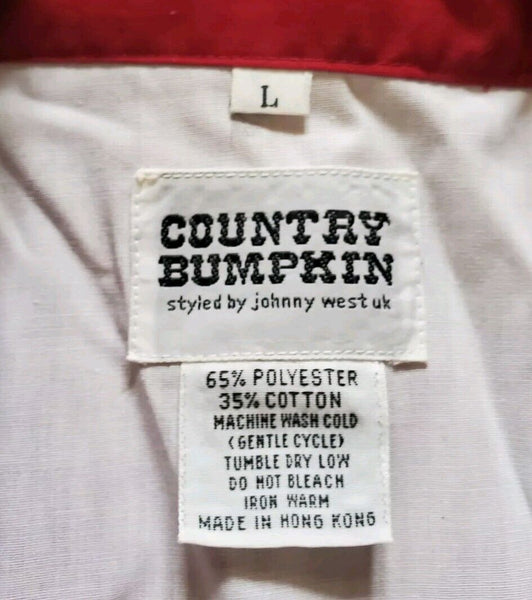 L
COUNTRY
BUMPKIN
styled by johnny west uk
65% POLYESTER
35% COTTON
MACHINE WASH COLD
(GENTLE CYCLE)
TUMBLE DRY LOW
DO NOT BLEACH
IRON WARM
MADE IN HONG KONG